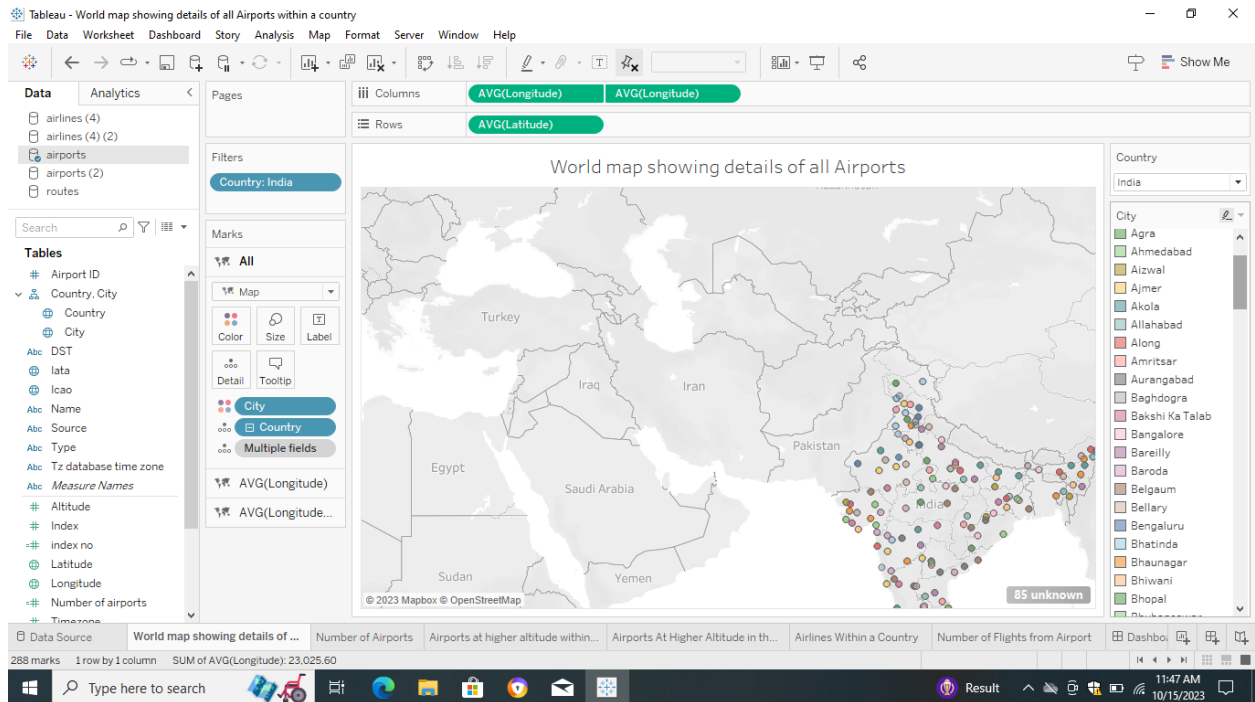 Tableau - World map showing details of all Airports within a country
File Data Worksheet Dashboard Story Analysis Map Format Server Window Help
Show Me
Data Analytics
airlines (4)
airlines (4) (2)
airports
airports (2)
routes
Search
Tables
# Airport ID
Country, City
Country
City
Abc DST
Iata
Icao
Abc Name
Abc Source
Abc Type
Abc Tz database time zone
Abc Measure Names
# Altitude
# Index
=# index no
Latitude
Longitude
=# Number of airports
# Timezone
Pages
Filters
Country: India
Marks
All
Map
Color Size Label
Detail Tooltip
City
Country
Multiple fields
AVG(Longitude)
AVG(Longitude...
Columns AVG(Longitude) AVG(Longitude)
Rows AVG(Latitude)
World map showing details of all Airports
Kazakhstan
Turkey
Iraq
Iran
Pakistan
Egypt
Saudi Arabia
India
Sudan
Yemen
© 2023 Mapbox © OpenStreetMap
85 unknown
Country
India
City
Agra
Ahmedabad
Aizwal
Ajmer
Akola
Allahabad
Along
Amritsar
Aurangabad
Baghdogra
Bakshi Ka Talab
Bangalore
Bareilly
Baroda
Belgaum
Bellary
Bengaluru
Bhatinda
Bhaunagar
Bhiwani
Bhopal
Bhubaneswar
Data Source World map showing details of ... Number of Airports Airports at higher altitude within... Airports At Higher Altitude in th... Airlines Within a Country Number of Flights from Airport Dashboa
288 marks 1 row by 1 column SUM of AVG(Longitude): 23,025.60
Type here to search
Result
11:47 AM
10/15/2023